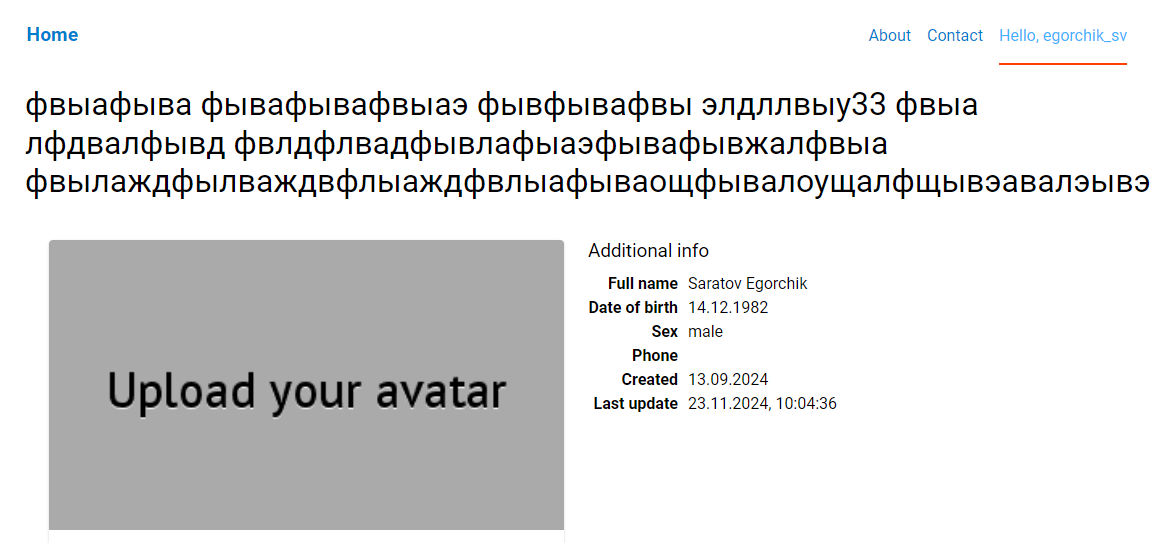 Home
About Contact Hello, egorchik_sv
фвыафыва фывафывафвыаэ фывфывафвы элдллвыу33 фвыа
лфдвалфывд фвлдфлвадфывлафыаэфывафывжалфвыа
фвылаждфылваждвфлыаждфвлыафываощфывалоущалфщывэавалэывэ
Upload your avatar
Additional info
Full name Saratov Egorchik
Date of birth 14.12.1982
Sex male
Phone
Created 13.09.2024
Last update 23.11.2024, 10:04:36